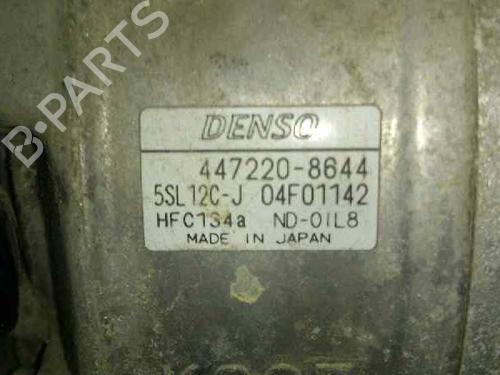 B-PARTS
DENSO
447220-8644
5SL12C-J 04F01142
HFC134a ND-OIL8
MADE IN JAPAN